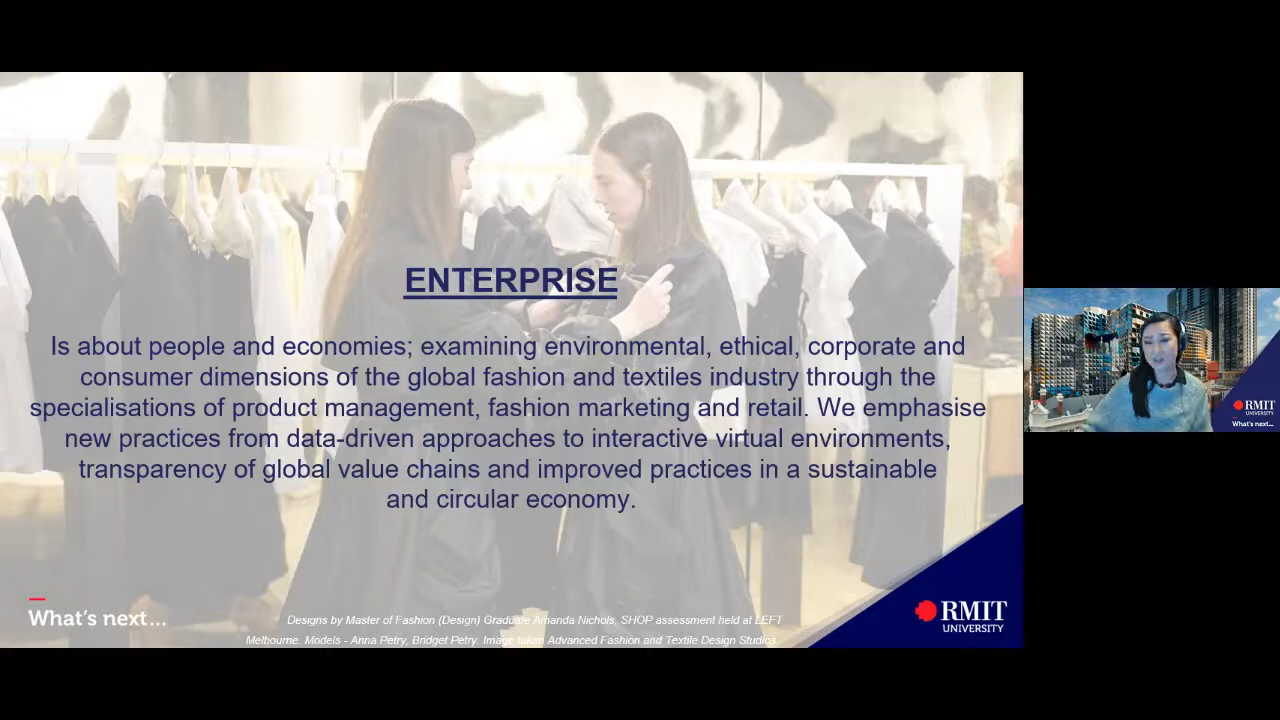 ENTERPRISE
Is about people and economies; examining environmental, ethical, corporate and
consumer dimensions of the global fashion and textiles industry through the
specialisations of product management, fashion marketing and retail. We emphasise
new practices from data-driven approaches to interactive virtual environments,
transparency of global value chains and improved practices in a sustainable
and circular economy.
What's next...
Designs by Master of Fashion (Design) Graduate Amanda Nichols, SHOP assessment held at LEFT
Melbourne. Models - Anna Petry, Bridget Petry. Image taken Advanced Fashion and Textile Design Studios.
RMIT
UNIVERSITY
RMIT
UNIVERSITY
What's next...